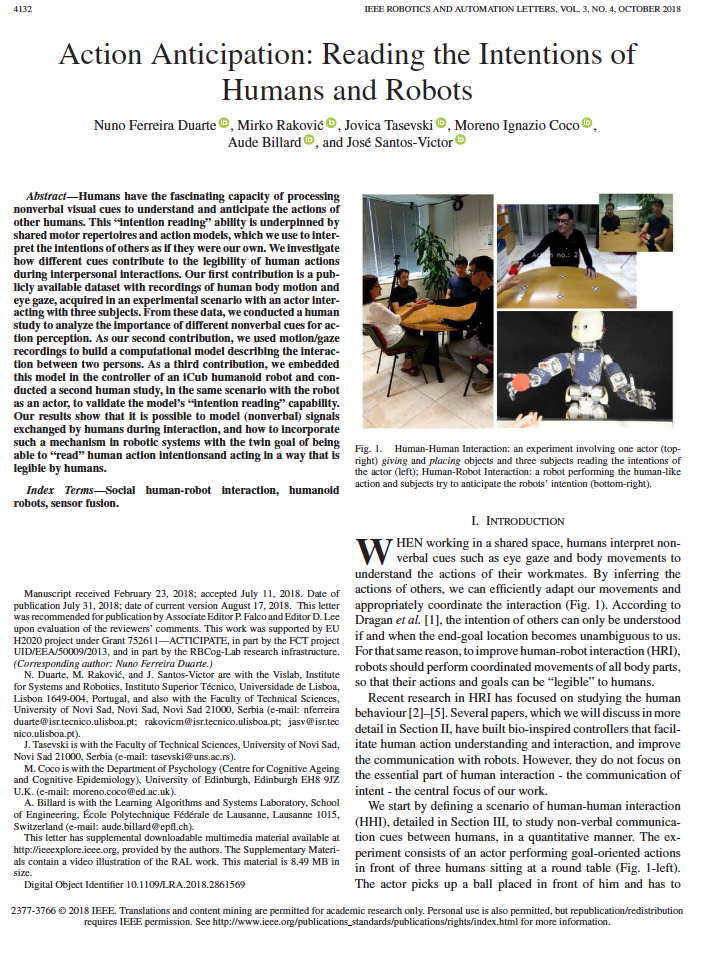 4132
IEEE ROBOTICS AND AUTOMATION LETTERS, VOL. 3, NO. 4, OCTOBER 2018
Action Anticipation: Reading the Intentions of
Humans and Robots
Nuno Ferreira Duarte, Mirko Raković, Jovica Tasevski, Moreno Ignazio Coco,
Aude Billard, and José Santos-Victor
Abstract—Humans have the fascinating capacity of processing
nonverbal visual cues to understand and anticipate the actions of
other humans. This “intention reading” ability is underpinned by
shared motor repertoires and action models, which we use to inter-
pret the intentions of others as if they were our own. We investigate
how different cues contribute to the legibility of human actions
during interpersonal interactions. Our first contribution is a pub-
licly available dataset with recordings of human body motion and
eye gaze, acquired in an experimental scenario with an actor inter-
acting with three subjects. From these data, we conducted a human
study to analyze the importance of different nonverbal cues for ac-
tion perception. As our second contribution, we used motion/gaze
recordings to build a computational model describing the interac-
tion between two persons. As a third contribution, we embedded
this model in the controller of an iCub humanoid robot and con-
ducted a second human study, in the same scenario with the robot
as an actor, to validate the model’s “intention reading” capability.
Our results show that it is possible to model (nonverbal) signals
exchanged by humans during interaction, and how to incorporate
such a mechanism in robotic systems with the twin goal of being
able to “read” human action intentionsand acting in a way that is
legible by humans.
Index Terms—Social human-robot interaction, humanoid
robots, sensor fusion.
Manuscript received February 23, 2018; accepted July 11, 2018. Date of
publication July 31, 2018; date of current version August 17, 2018. This letter
was recommended for publication by Associate Editor P. Falco and Editor D. Lee
upon evaluation of the reviewers’ comments. This work was supported by EU
H2020 project under Grant 752611—ACTICIPATE, in part by the FCT project
UID/EEA/50009/2013, and in part by the RBCog-Lab research infrastructure.
(Corresponding author: Nuno Ferreira Duarte.)
N. Duarte, M. Raković, and J. Santos-Victor are with the Vislab, Institute
for Systems and Robotics, Instituto Superior Técnico, Universidade de Lisboa,
Lisbon 1649-004, Portugal, and also with the Faculty of Technical Sciences,
University of Novi Sad, Novi Sad, Novi Sad 21000, Serbia (e-mail: nferreira
duarte@isr.tecnico.ulisboa.pt; rakovicm@isr.tecnico.ulisboa.pt; jasv@isr.tec
nico.ulisboa.pt).
J. Tasevski is with the Faculty of Technical Sciences, University of Novi Sad,
Novi Sad 21000, Serbia (e-mail: tasevski@uns.ac.rs).
M. Coco is with the Department of Psychology (Centre for Cognitive Ageing
and Cognitive Epidemiology), University of Edinburgh, Edinburgh EH8 9JZ
U.K. (e-mail: moreno.coco@ed.ac.uk).
A. Billard is with the Learning Algorithms and Systems Laboratory, School
of Engineering, École Polytechnique Fédérale de Lausanne, Lausanne 1015,
Switzerland (e-mail: aude.billard@epfl.ch).
This letter has supplemental downloadable multimedia material available at
http://ieeexplore.ieee.org, provided by the authors. The Supplementary Materi-
als contain a video illustration of the RAL work. This material is 8.49 MB in
size.
Digital Object Identifier 10.1109/LRA.2018.2861569
Action no.: 2
Fig. 1. Human-Human Interaction: an experiment involving one actor (top-
right) giving and placing objects and three subjects reading the intentions of
the actor (left); Human-Robot Interaction: a robot performing the human-like
action and subjects try to anticipate the robots’ intention (bottom-right).
I. INTRODUCTION
WHEN working in a shared space, humans interpret non-
verbal cues such as eye gaze and body movements to
understand the actions of their workmates. By inferring the
actions of others, we can efficiently adapt our movements and
appropriately coordinate the interaction (Fig. 1). According to
Dragan et al. [1], the intention of others can only be understood
if and when the end-goal location becomes unambiguous to us.
For that same reason, to improve human-robot interaction (HRI),
robots should perform coordinated movements of all body parts,
so that their actions and goals can be “legible” to humans.
Recent research in HRI has focused on studying the human
behaviour [2]–[5]. Several papers, which we will discuss in more
detail in Section II, have built bio-inspired controllers that facil-
itate human action understanding and interaction, and improve
the communication with robots. However, they do not focus on
the essential part of human interaction - the communication of
intent - the central focus of our work.
We start by defining a scenario of human-human interaction
(HHI), detailed in Section III, to study non-verbal communica-
tion cues between humans, in a quantitative manner. The ex-
periment consists of an actor performing goal-oriented actions
in front of three humans sitting at a round table (Fig. 1-left).
The actor picks up a ball placed in front of him and has to
2377-3766 © 2018 IEEE. Translations and content mining are permitted for academic research only. Personal use is also permitted, but republication/redistribution
requires IEEE permission. See http://www.ieee.org/publications_standards/publications/rights/index.html for more information.